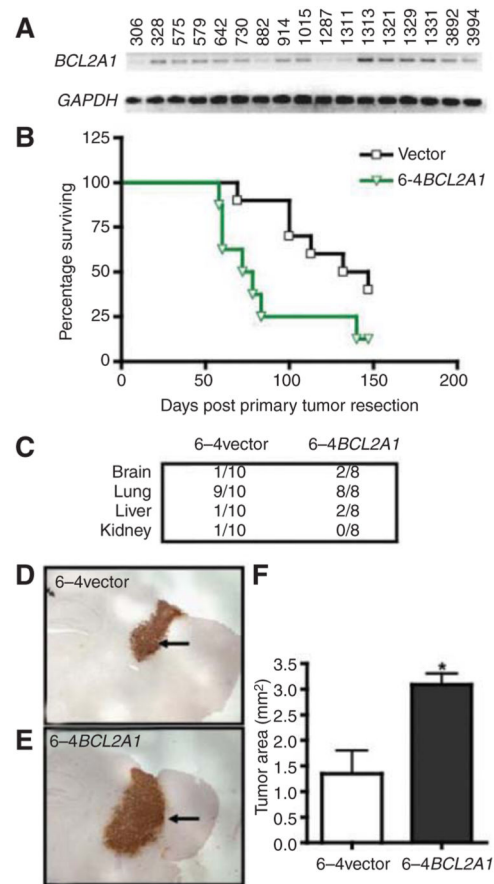 A
306 328 575 579 642 730 882 914 1015 1287 1311 1313 1321 1329 1331 3892 3994
BCL2A1
GAPDH
B
125
100
75
50
25
0
Percentage surviving
0 50 100 150 200
Days post primary tumor resection
Vector
6-4BCL2A1
C
6–4vector 6–4BCL2A1
Brain 1/10 2/8
Lung 9/10 8/8
Liver 1/10 2/8
Kidney 1/10 0/8
D
6–4vector
E
6–4BCL2A1
F
3.5
3.0
2.5
2.0
1.5
1.0
0.5
0.0
Tumor area (mm²)
*
6–4vector 6–4BCL2A1